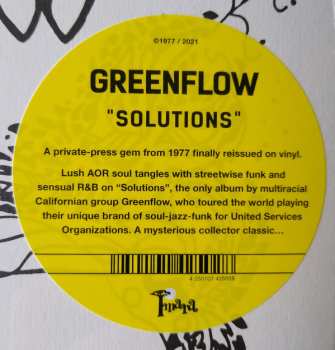 ©1977 / 2021
GREENFLOW
"SOLUTIONS"
A private-press gem from 1977 finally reissued on vinyl.
Lush AOR soul tangles with streetwise funk and
sensual R&B on “Solutions”, the only album by multiracial
Californian group Greenflow, who toured the world playing
their unique brand of soul-jazz-funk for United Services
Organizations. A mysterious collector classic…